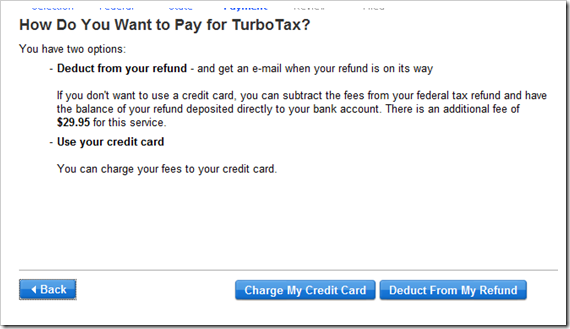 Selection Federal State Payment Review Filed
How Do You Want to Pay for TurboTax?
You have two options:
- Deduct from your refund - and get an e-mail when your refund is on its way
If you don't want to use a credit card, you can subtract the fees from your federal tax refund and have
the balance of your refund deposited directly to your bank account. There is an additional fee of
$29.95 for this service.
- Use your credit card
You can charge your fees to your credit card.
Back Charge My Credit Card Deduct From My Refund